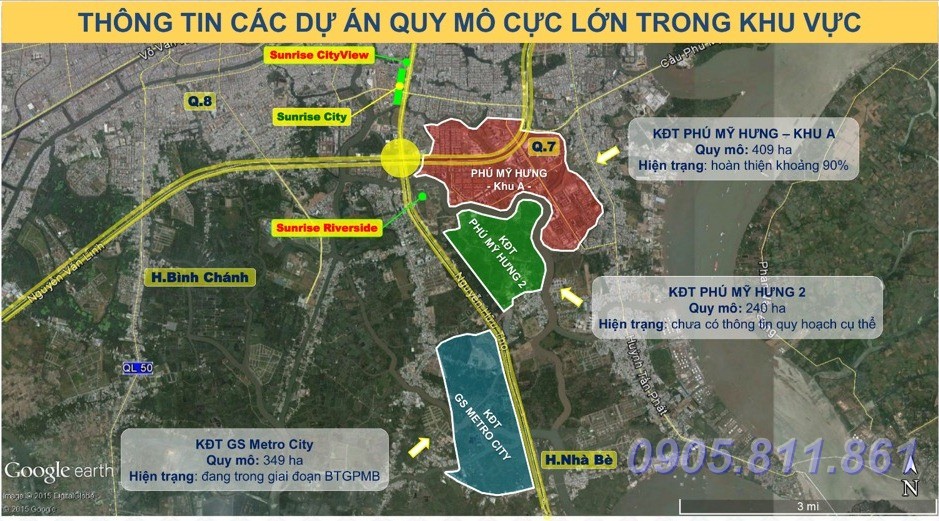 THÔNG TIN CÁC DỰ ÁN QUY MÔ CỰC LỚN TRONG KHU VỰC
Võ Văn
Sunrise CityView
Cầu Phú M
Q.8
Sunrise City
KĐT PHÚ MỸ HƯNG – KHU A
Quy mô: 409 ha
Hiện trạng: hoàn thiện khoảng 90%
Q.7
PHÚ MỸ HƯNG
- Khu A -
Sunrise Riverside
KĐT
PHÚ MỸ HƯNG 2
Nguyễn Văn Linh
H.Bình Chánh
Nguyễn Hữu Thọ
KĐT PHÚ MỸ HƯNG 2
Quy mô: 240 ha
Hiện trạng: chưa có thông tin quy hoạch cụ thể
QL 50
Huỳnh Tấn Phát
KĐT
GS METRO CITY
KĐT GS Metro City
Quy mô: 349 ha
Hiện trạng: đang trong giai đoạn BTGPMB
H.Nhà Bè
0905.811.861
Google earth
Image © 2015 DigitalGlobe
© 2015 Google
N
3 mi